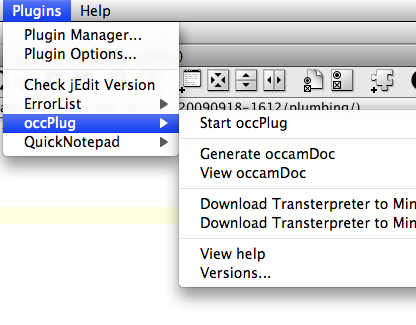 Plugins Help
Plugin Manager...
Plugin Options...
Check jEdit Version
ErrorList
20090918-1612/plumbing/)
occPlug
Start occPlug
QuickNotepad
Generate occamDoc
View occamDoc
Download Transterpreter to Min
Download Transterpreter to Min
View help
Versions...